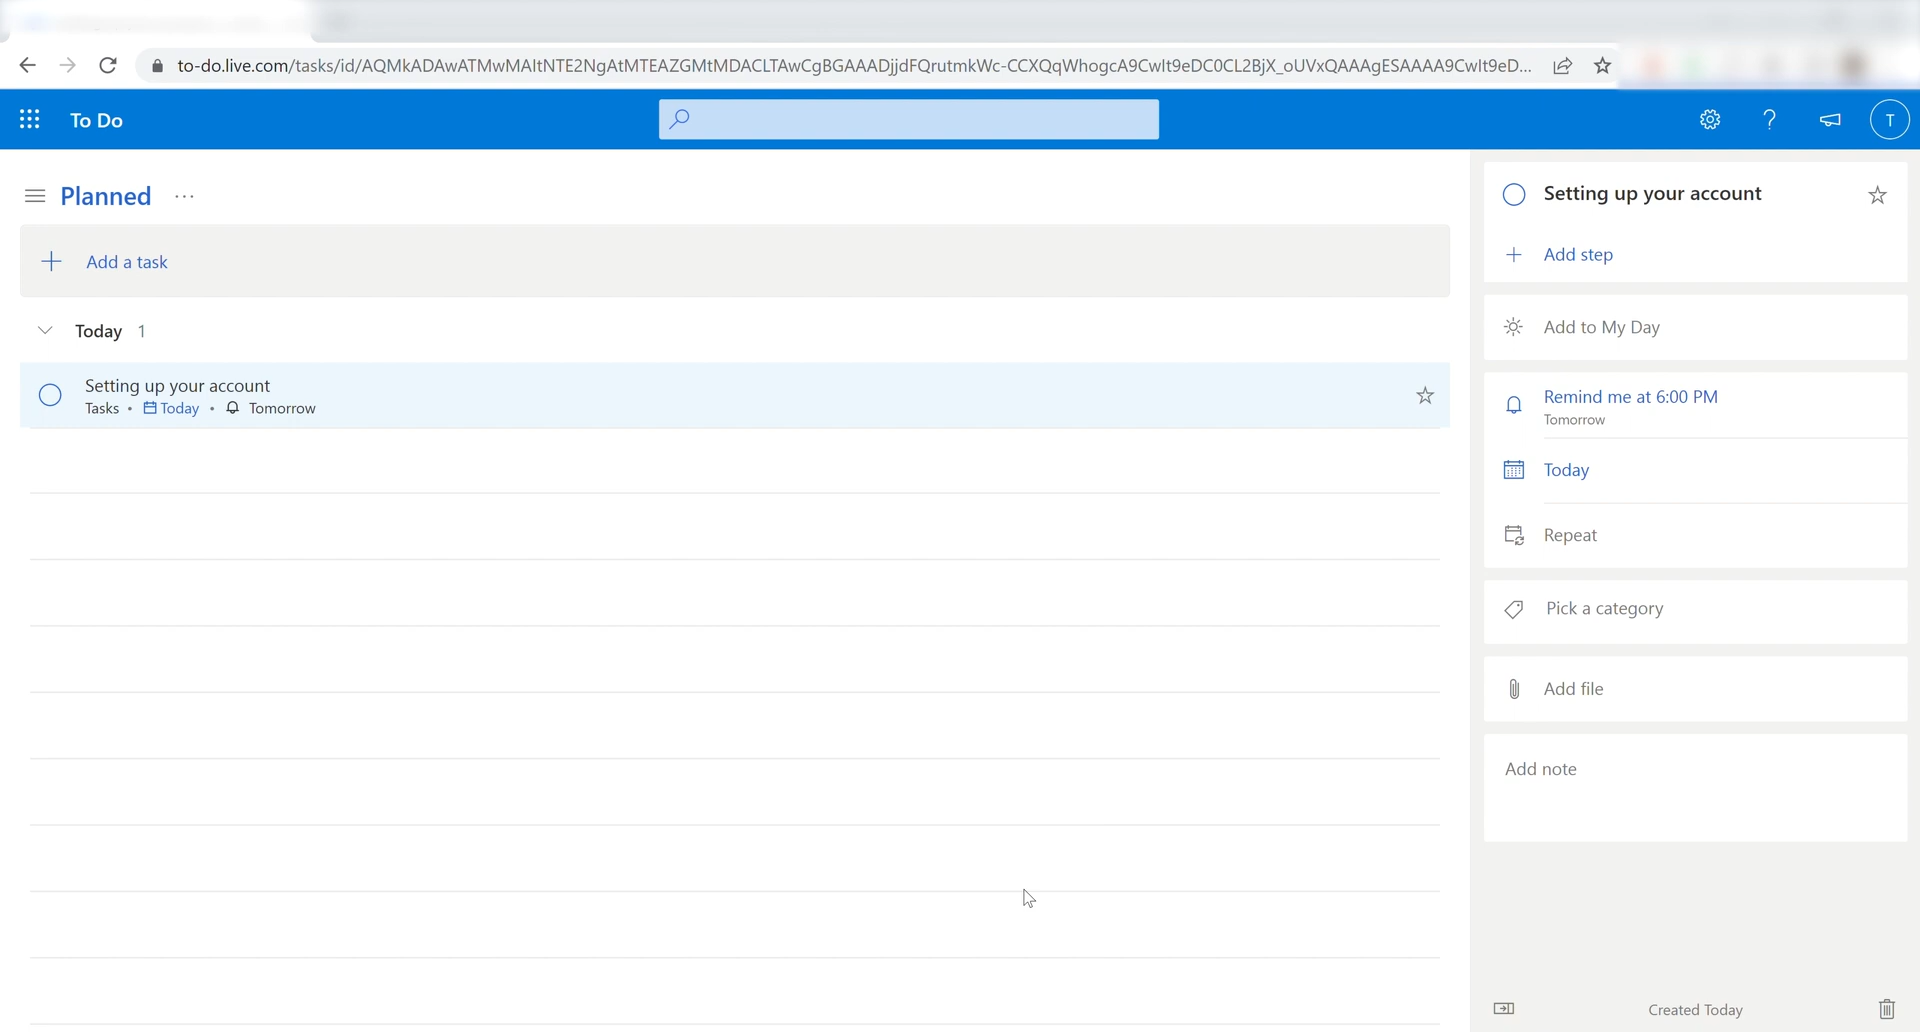 to-do.live.com/tasks/id/AQMkADAwATMwMAItNTE2NgAtMTEAZGMtMDACLTAwCgBGAAADjjdFQrutmkWc-CCXQqWhogcA9CwIt9eDC0CL2BjX_oUVxQAAAgESAAAA9CwIt9eD...
To Do
T
Planned ...
Add a task
Today 1
Setting up your account
Tasks • Today • Tomorrow
Setting up your account
Add step
Add to My Day
Remind me at 6:00 PM
Tomorrow
Today
Repeat
Pick a category
Add file
Add note
Created Today